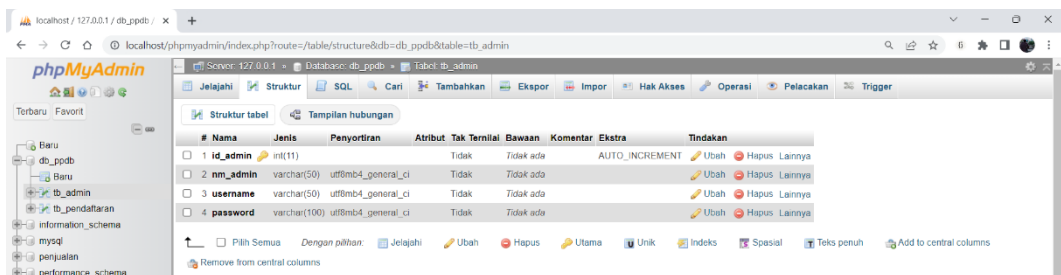 localhost / 127.0.0.1 / db_ppdb /
localhost/phpmyadmin/index.php?route=/table/structure&db=db_ppdb&table=tb_admin
phpMyAdmin
Server: 127.0.0.1 » Database: db_ppdb » Tabel: tb_admin
Jelajahi Struktur SQL Cari Tambahkan Ekspor Impor Hak Akses Operasi Pelacakan Trigger
Terbaru Favorit
Struktur tabel Tampilan hubungan
Baru
db_ppdb
Baru
tb_admin
tb_pendaftaran
information_schema
mysql
penjualan
performance_schema
# Nama Jenis Penyortiran Atribut Tak Ternilai Bawaan Komentar Ekstra Tindakan
1 id_admin int(11) Tidak Tidak ada AUTO_INCREMENT Ubah Hapus Lainnya
2 nm_admin varchar(50) utf8mb4_general_ci Tidak Tidak ada Ubah Hapus Lainnya
3 username varchar(50) utf8mb4_general_ci Tidak Tidak ada Ubah Hapus Lainnya
4 password varchar(100) utf8mb4_general_ci Tidak Tidak ada Ubah Hapus Lainnya
Pilih Semua Dengan pilihan: Jelajahi Ubah Hapus Utama Unik Indeks Spasial Teks penuh Add to central columns
Remove from central columns